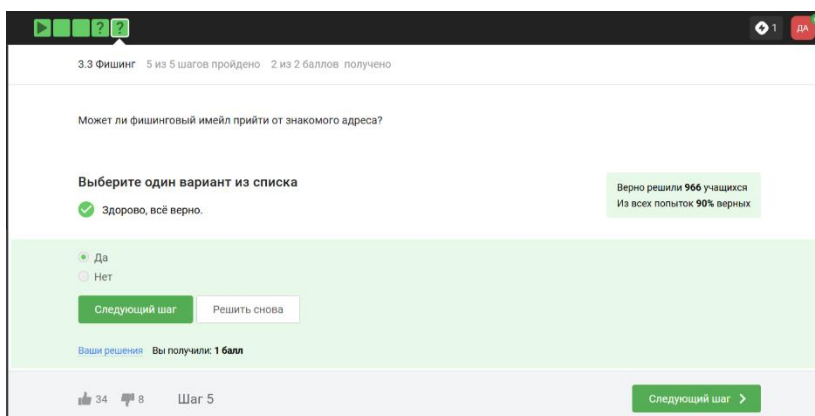 ? ?
1 ДА
3.3 Фишинг 5 из 5 шагов пройдено 2 из 2 баллов получено
Может ли фишинговый имейл прийти от знакомого адреса?
Выберите один вариант из списка
Здорово, всё верно.
Верно решили 966 учащихся
Из всех попыток 90% верных
Да
Нет
Следующий шаг Решить снова
Ваши решения Вы получили: 1 балл
34 8 Шаг 5 Следующий шаг